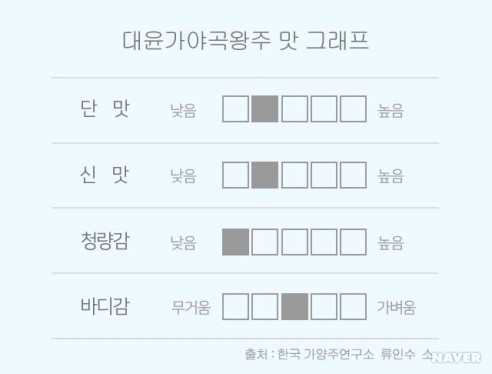 대윤가야곡왕주 맛 그래프
단 맛 낮음 높음
신 맛 낮음 높음
청량감 낮음 높음
바디감 무거움 가벼움
출처 : 한국 가양주연구소 류인수 소
NAVER